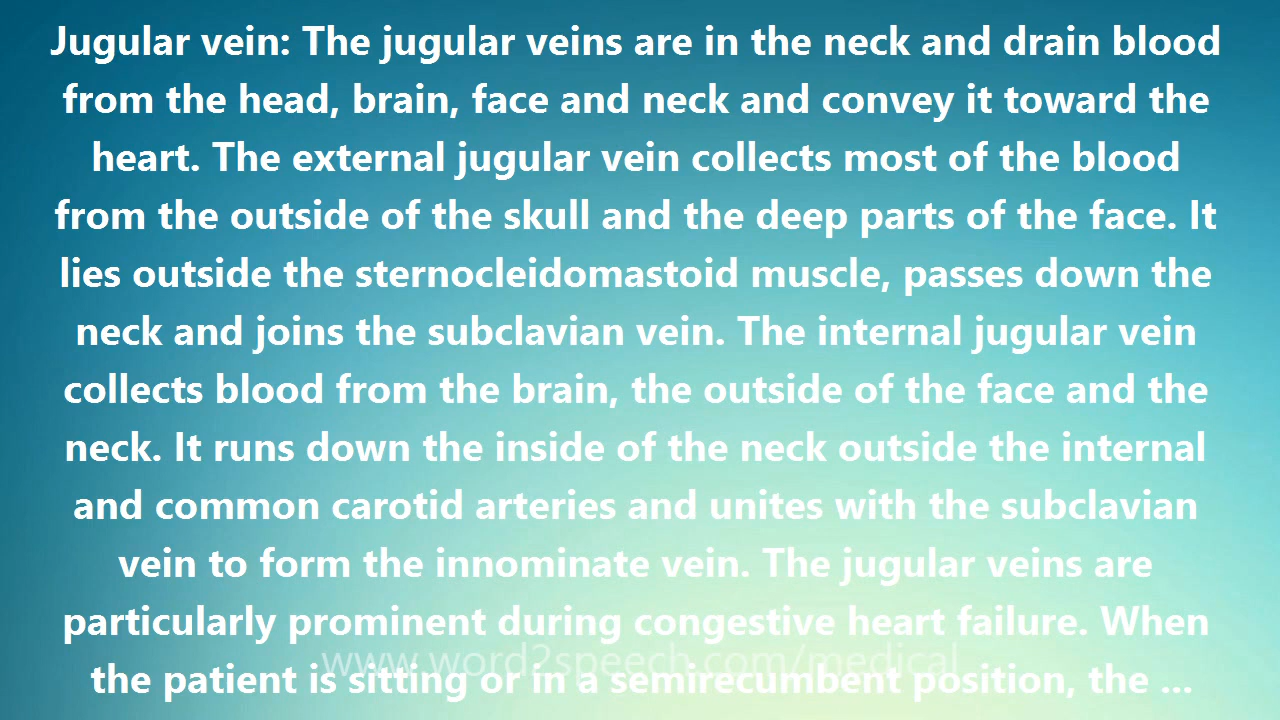 Jugular vein: The jugular veins are in the neck and drain blood
from the head, brain, face and neck and convey it toward the
heart. The external jugular vein collects most of the blood
from the outside of the skull and the deep parts of the face. It
lies outside the sternocleidomastoid muscle, passes down the
neck and joins the subclavian vein. The internal jugular vein
collects blood from the brain, the outside of the face and the
neck. It runs down the inside of the neck outside the internal
and common carotid arteries and unites with the subclavian
vein to form the innominate vein. The jugular veins are
particularly prominent during congestive heart failure. When
www.word2speech.com/medical
the patient is sitting or in a semirecumbent position, the ...